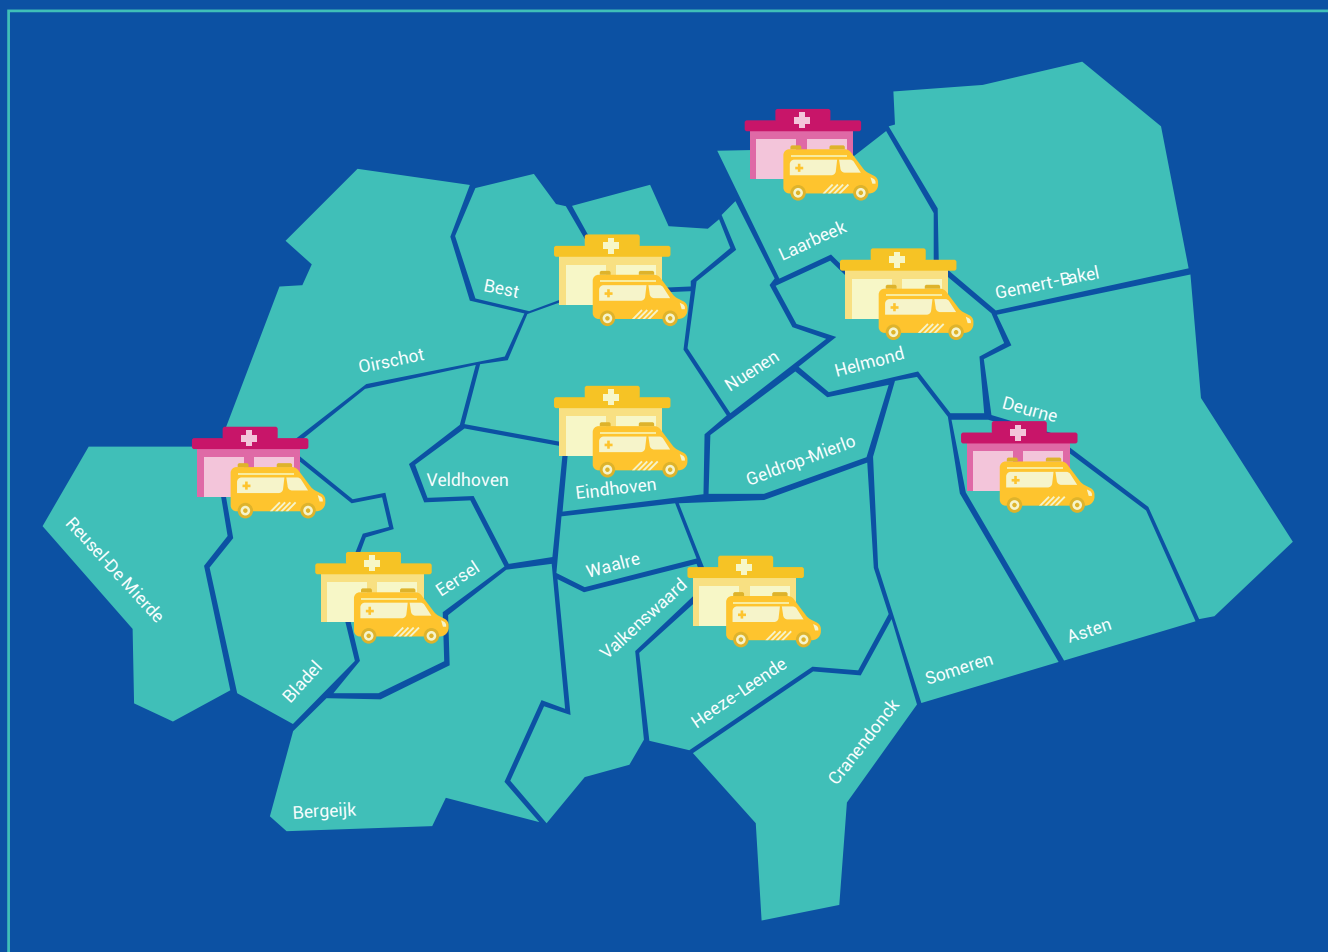 Laarbeek
Gemert-Bakel
Best
Oirschot
Nuenen
Helmond
Deurne
Veldhoven
Eindhoven
Geldrop-Mierlo
Reusel-De Mierde
Eersel
Waalre
Valkenswaard
Asten
Bladel
Heeze-Leende
Someren
Cranendonck
Bergeijk